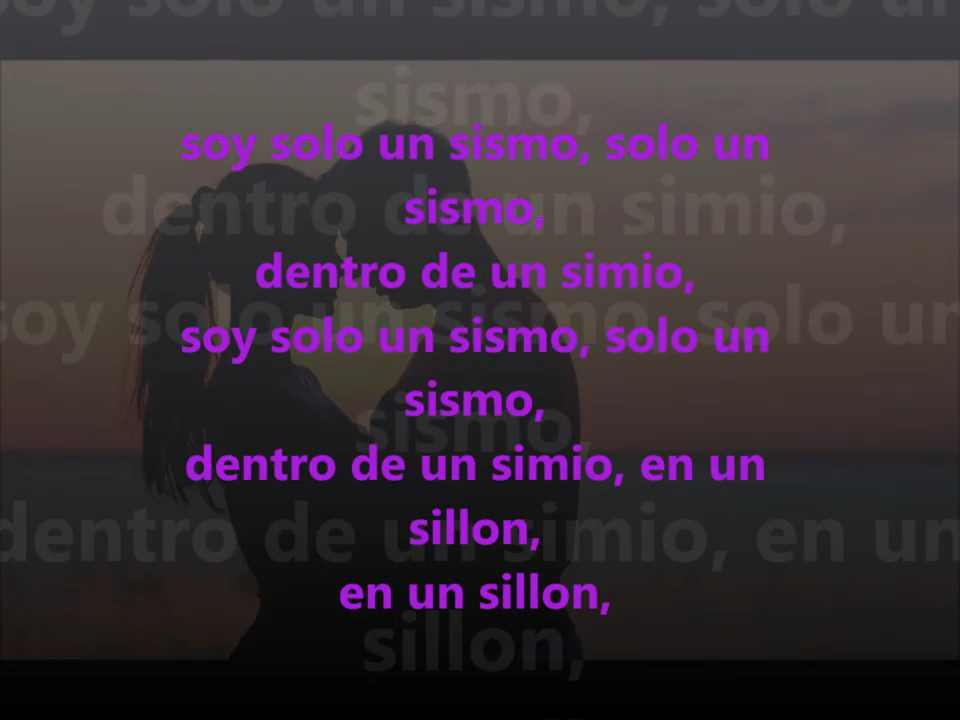 soy solo un sismo, solo un
sismo,
dentro de un simio,
soy solo un sismo, solo un
sismo,
dentro de un simio, en un
sillon,
en un sillon,